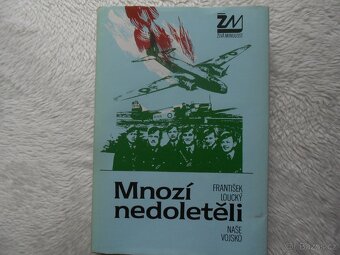 ŽM
ŽIVÁ MINULOST
FRANTIŠEK
LOUCKÝ
Mnozí
nedoletěli
NAŠE
VOJSKO